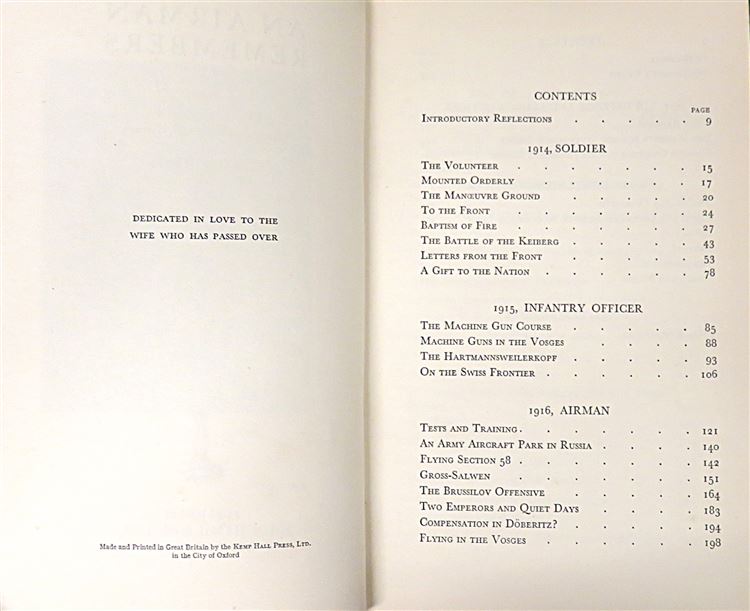 AN AIRMAN
REMEMBERS
DEDICATED IN LOVE TO THE
WIFE WHO HAS PASSED OVER
Made and Printed in Great Britain by the KEMP HALL PRESS, LTD.
in the City of Oxford
CONTENTS
PAGE
INTRODUCTORY REFLECTIONS . . . . . 9
1914, SOLDIER
THE VOLUNTEER . . . . . . 15
MOUNTED ORDERLY . . . . . . 17
THE MANŒUVRE GROUND . . . . . 20
TO THE FRONT . . . . . . 24
BAPTISM OF FIRE . . . . . . 27
THE BATTLE OF THE KEIBERG . . . . . 43
LETTERS FROM THE FRONT . . . . . 53
A GIFT TO THE NATION . . . . . . 78
1915, INFANTRY OFFICER
THE MACHINE GUN COURSE . . . . . 85
MACHINE GUNS IN THE VOSGES . . . . . 88
THE HARTMANNSWEILERKOPF . . . . . 93
ON THE SWISS FRONTIER . . . . . . 106
1916, AIRMAN
TESTS AND TRAINING . . . . . . 121
AN ARMY AIRCRAFT PARK IN RUSSIA . . . . 140
FLYING SECTION 58 . . . . . . 142
GROSS-SALWEN . . . . . . 151
THE BRUSSILOV OFFENSIVE . . . . . 164
TWO EMPERORS AND QUIET DAYS . . . . 183
COMPENSATION IN DÖBERITZ? . . . . . 194
FLYING IN THE VOSGES . . . . . . 198